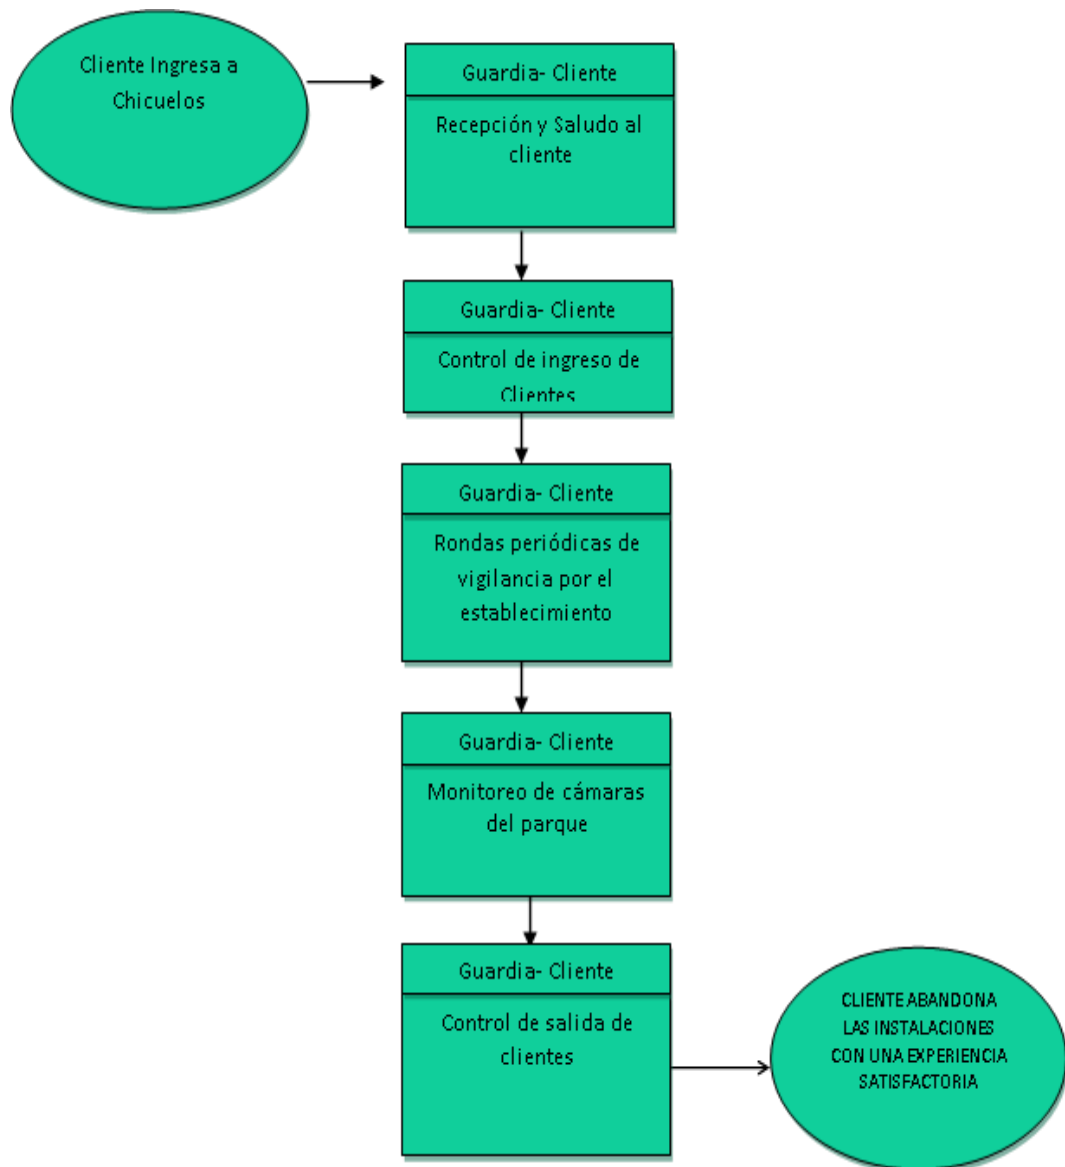 Cliente Ingresa a
Chicuelos
Guardia- Cliente
Recepción y Saludo al
cliente
Guardia- Cliente
Control de ingreso de
Clientes
Guardia- Cliente
Rondas periódicas de
vigilancia por el
establecimiento
Guardia- Cliente
Monitoreo de cámaras
del parque
Guardia- Cliente
Control de salida de
clientes
CLIENTE ABANDONA
LAS INSTALACIONES
CON UNA EXPERIENCIA
SATISFACTORIA